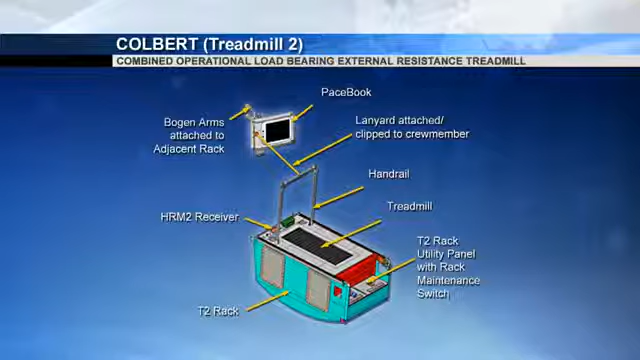 COLBERT (Treadmill 2)
COMBINED OPERATIONAL LOAD BEARING EXTERNAL RESISTANCE TREADMILL
PaceBook
Bogen Arms
attached to
Adjacent Rack
Lanyard attached/
clipped to crewmember
Handrail
Treadmill
HRM2 Receiver
T2 Rack
Utility Panel
with Rack
Maintenance
Switch
T2 Rack